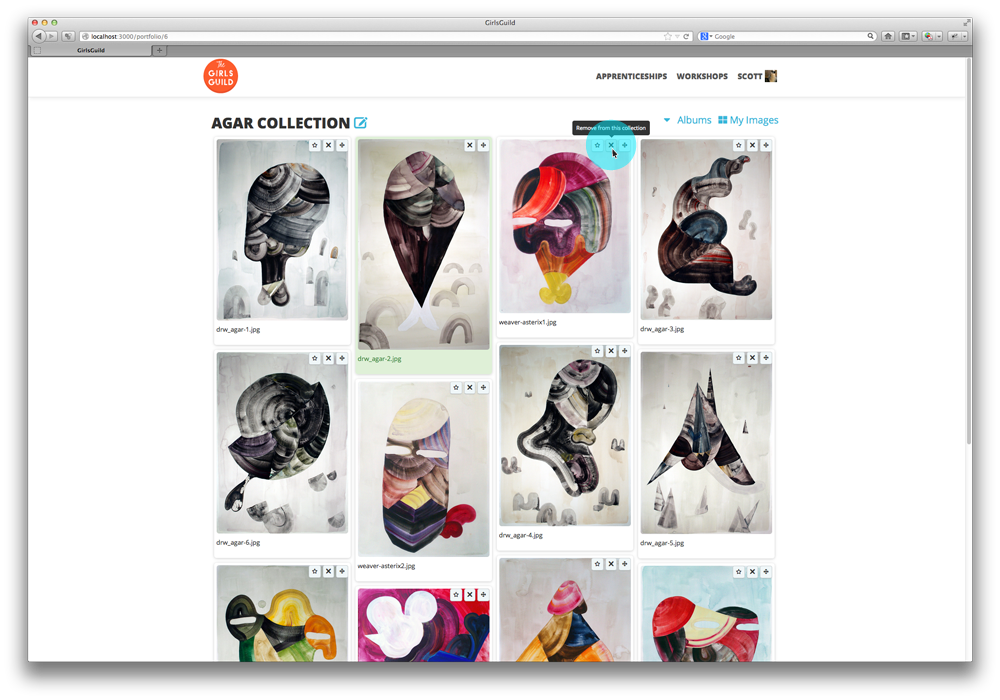 GirlsGuild
localhost:3000/portfolio/6
Google
GirlsGuild
The
GIRLS
GUILD
APPRENTICESHIPS WORKSHOPS SCOTT
AGAR COLLECTION
Albums My Images
Remove from this collection
drw_agar-1.jpg
drw_agar-2.jpg
weaver-asterix1.jpg
drw_agar-3.jpg
drw_agar-6.jpg
weaver-asterix2.jpg
drw_agar-4.jpg
drw_agar-5.jpg